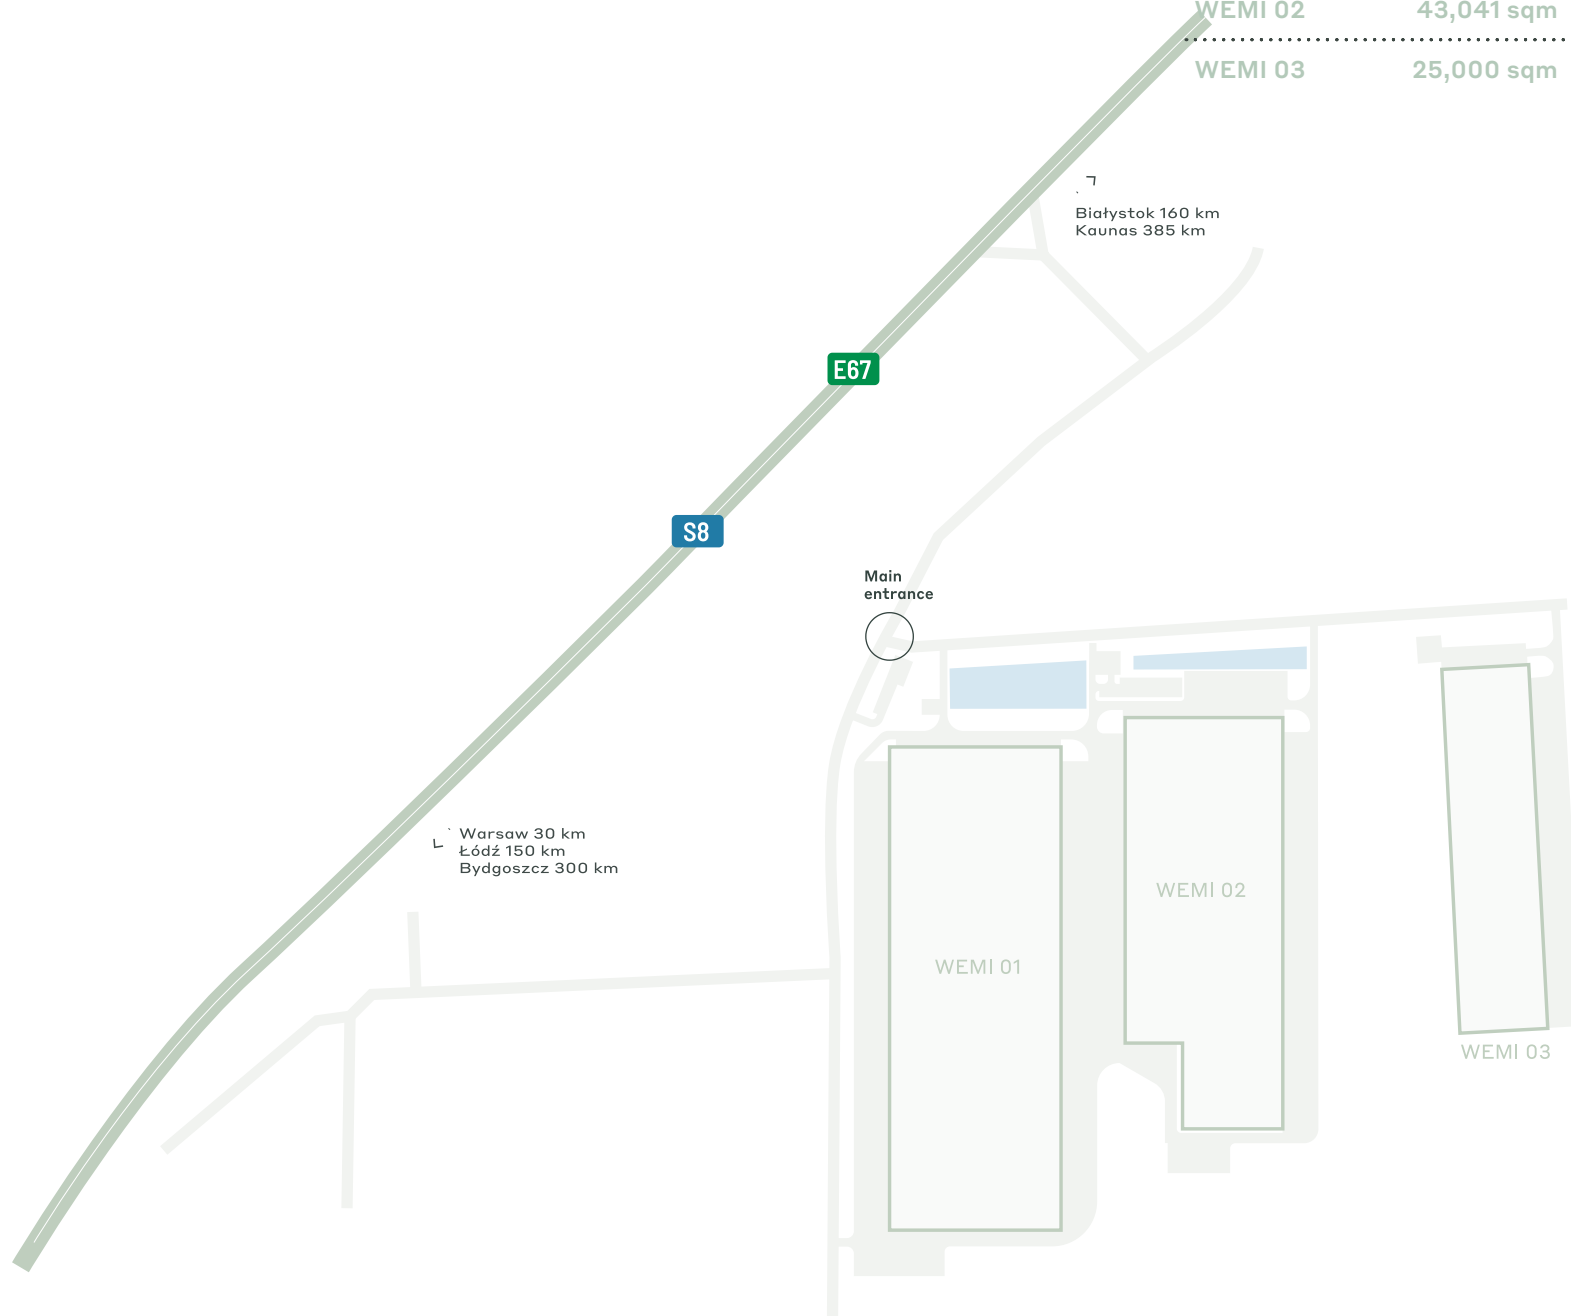 WEMI 02 43,041 sqm
WEMI 03 25,000 sqm
Białystok 160 km
Kaunas 385 km
E67
S8
Main
entrance
Warsaw 30 km
Łódź 150 km
Bydgoszcz 300 km
WEMI 02
WEMI 01
WEMI 03